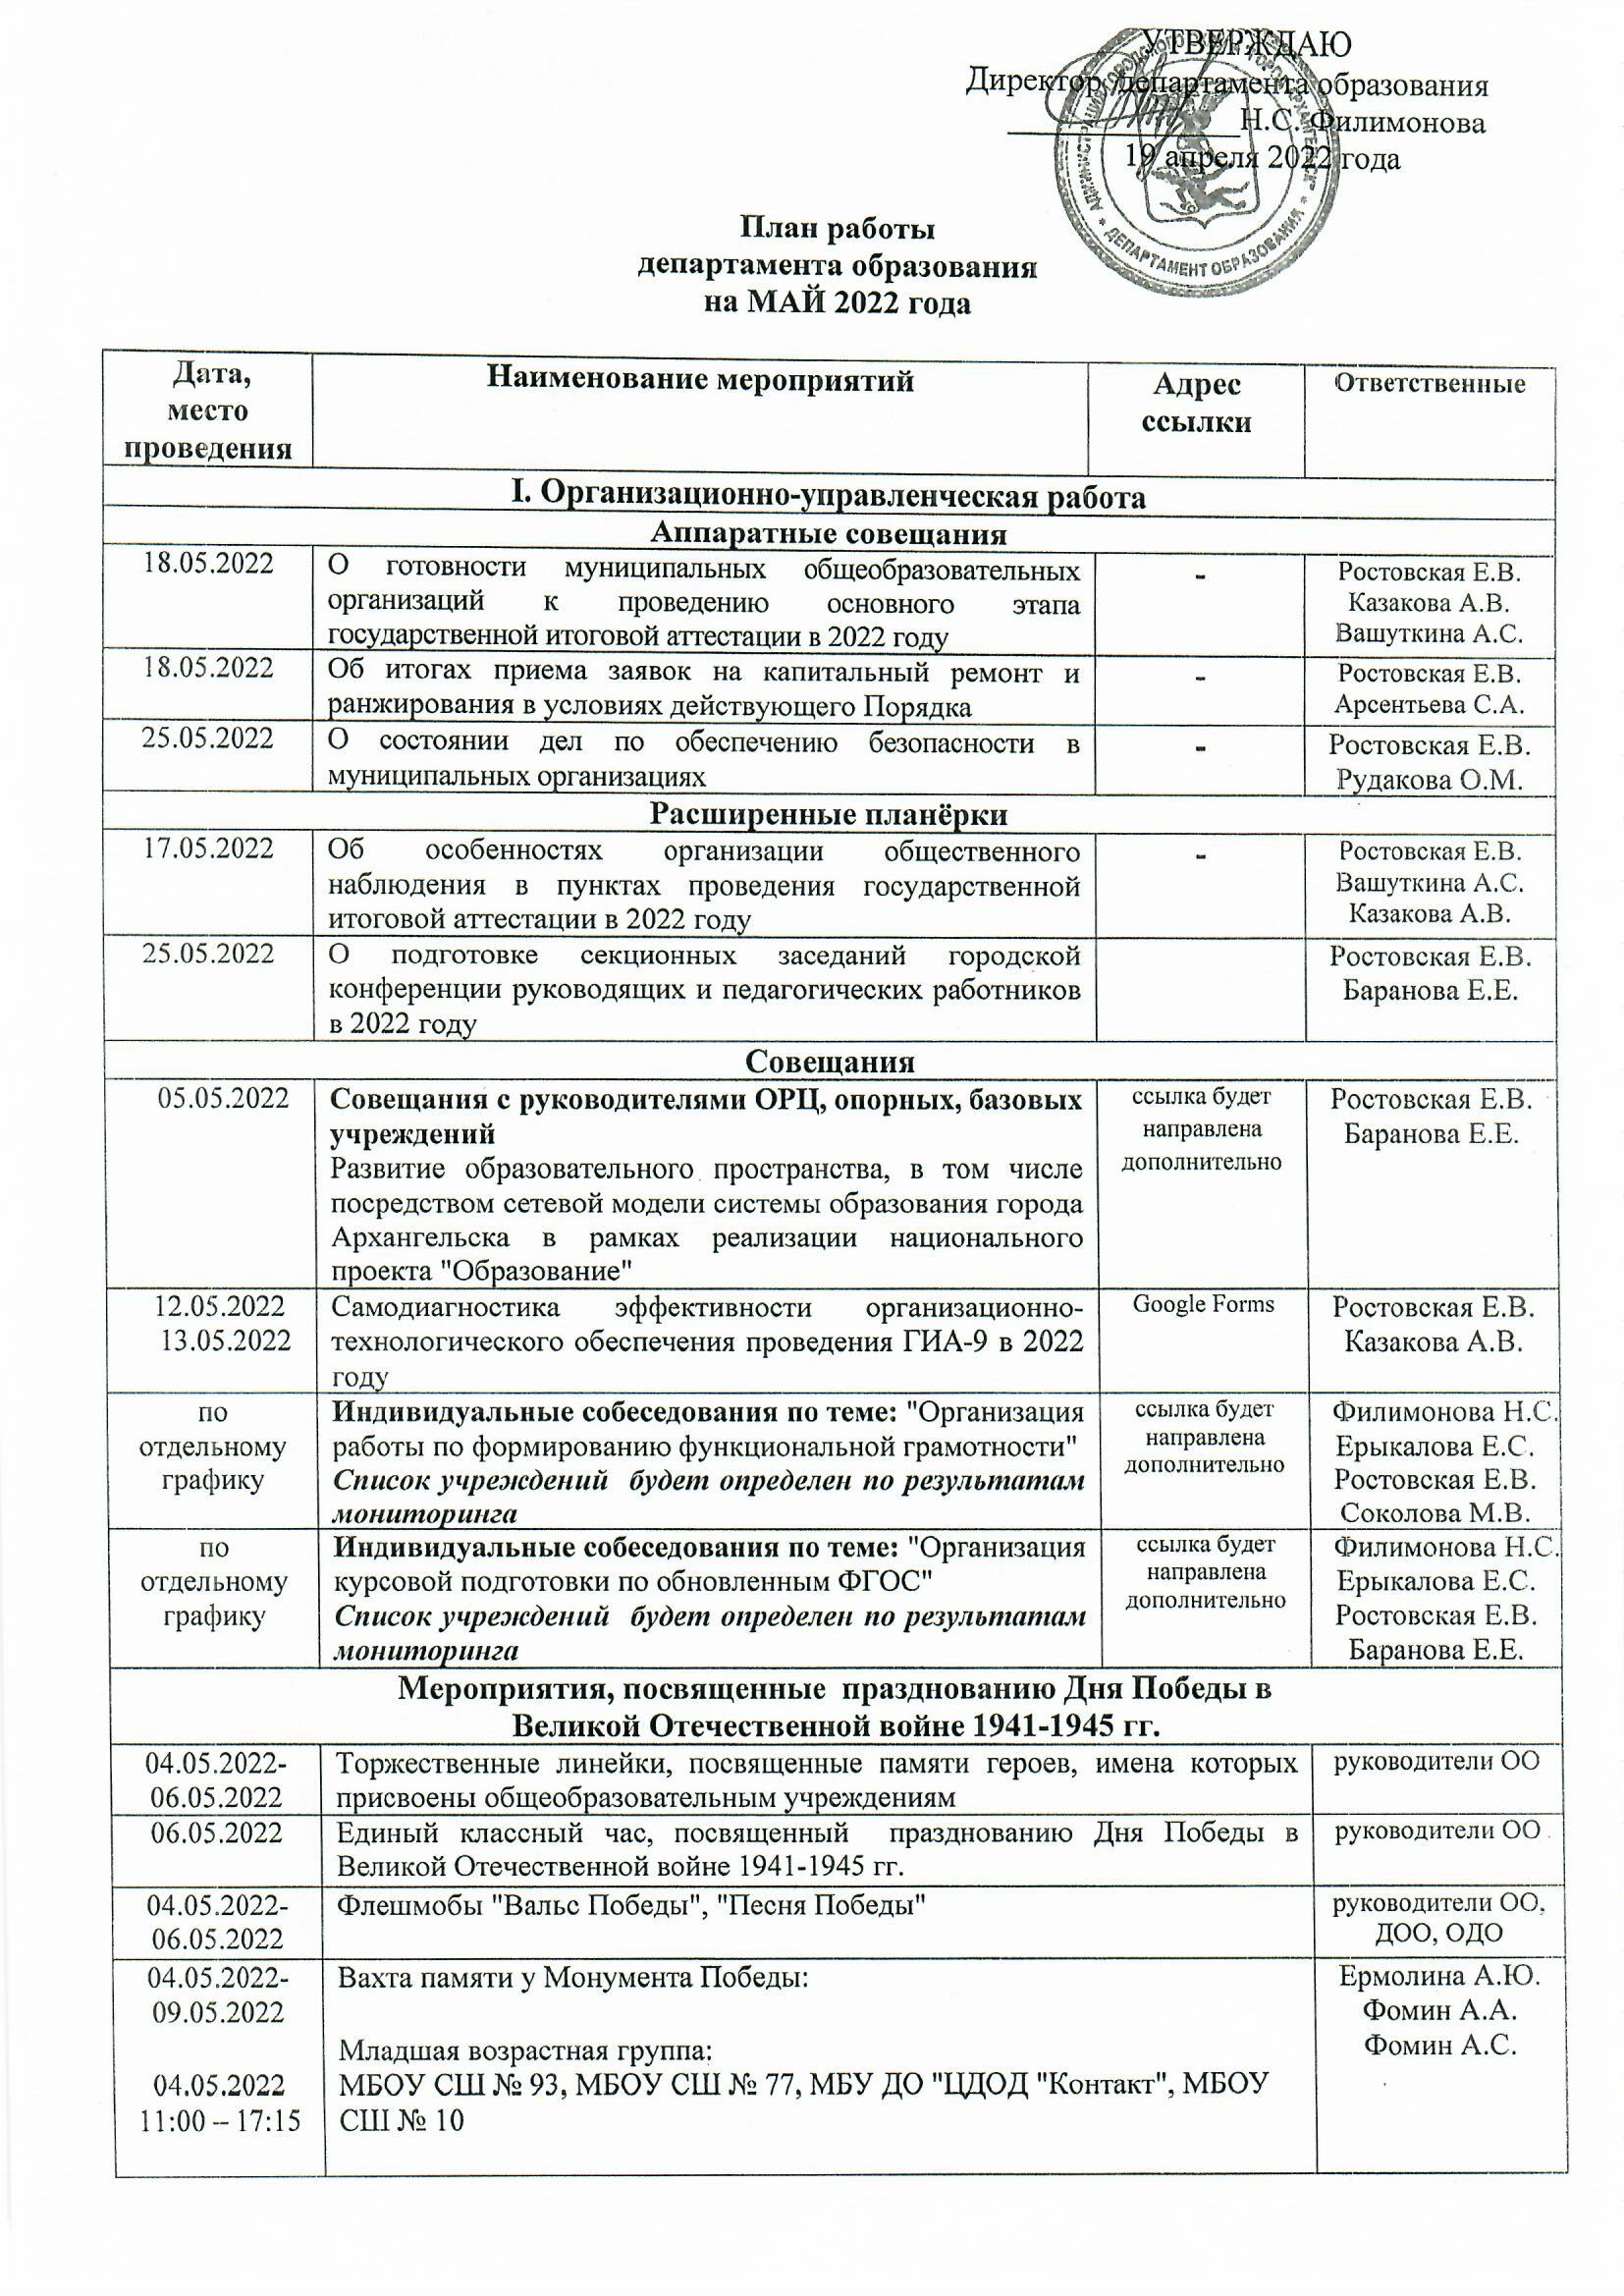 УТВЕРЖДАЮ
Директор департамента образования
Н.С. Филимонова
19 апреля 2022 года
ДЕПАРТАМЕНТ ОБРАЗОВАНИЯ
План работы
департамента образования
на МАЙ 2022 года
Дата,
место
проведения
Наименование мероприятий
Адрес
ссылки
Ответственные
I. Организационно-управленческая работа
Аппаратные совещания
18.05.2022
О готовности муниципальных общеобразовательных
организаций к проведению основного этапа
государственной итоговой аттестации в 2022 году
-
Ростовская Е.В.
Казакова А.В.
Вашуткина А.С.
18.05.2022
Об итогах приема заявок на капитальный ремонт и
ранжирования в условиях действующего Порядка
-
Ростовская Е.В.
Арсентьева С.А.
25.05.2022
О состоянии дел по обеспечению безопасности в
муниципальных организациях
-
Ростовская Е.В.
Рудакова О.М.
Расширенные планёрки
17.05.2022
Об особенностях организации общественного
наблюдения в пунктах проведения государственной
итоговой аттестации в 2022 году
-
Ростовская Е.В.
Вашуткина А.С.
Казакова А.В.
25.05.2022
О подготовке секционных заседаний городской
конференции руководящих и педагогических работников
в 2022 году
Ростовская Е.В.
Баранова Е.Е.
Совещания
05.05.2022
Совещания с руководителями ОРЦ, опорных, базовых
учреждений
Развитие образовательного пространства, в том числе
посредством сетевой модели системы образования города
Архангельска в рамках реализации национального
проекта "Образование"
ссылка будет
направлена
дополнительно
Ростовская Е.В.
Баранова Е.Е.
12.05.2022
13.05.2022
Самодиагностика эффективности организационно-
технологического обеспечения проведения ГИА-9 в 2022
году
Google Forms
Ростовская Е.В.
Казакова А.В.
по
отдельному
графику
Индивидуальные собеседования по теме: "Организация
работы по формированию функциональной грамотности"
Список учреждений будет определен по результатам
мониторинга
ссылка будет
направлена
дополнительно
Филимонова Н.С.
Ерыкалова Е.С.
Ростовская Е.В.
Соколова М.В.
по
отдельному
графику
Индивидуальные собеседования по теме: "Организация
курсовой подготовки по обновленным ФГОС"
Список учреждений будет определен по результатам
мониторинга
ссылка будет
направлена
дополнительно
Филимонова Н.С.
Ерыкалова Е.С.
Ростовская Е.В.
Баранова Е.Е.
Мероприятия, посвященные празднованию Дня Победы в
Великой Отечественной войне 1941-1945 гг.
04.05.2022-
06.05.2022
Торжественные линейки, посвященные памяти героев, имена которых
присвоены общеобразовательным учреждениям
руководители ОО
06.05.2022
Единый классный час, посвященный празднованию Дня Победы в
Великой Отечественной войне 1941-1945 гг.
руководители ОО
04.05.2022-
06.05.2022
Флешмобы "Вальс Победы", "Песня Победы"
руководители ОО,
ДОО, ОДО
04.05.2022-
09.05.2022
04.05.2022
11:00 – 17:15
Вахта памяти у Монумента Победы:
Младшая возрастная группа:
МБОУ СШ № 93, МБОУ СШ № 77, МБУ ДО "ЦДОД "Контакт", МБОУ
СШ № 10
Ермолина А.Ю.
Фомин А.А.
Фомин А.С.